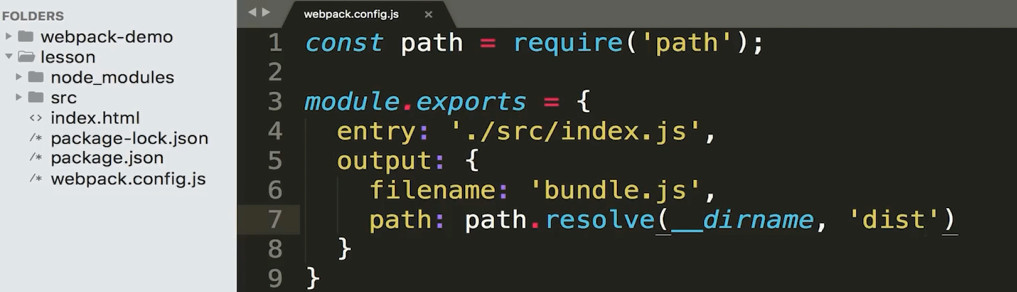 FOLDERS
webpack-demo
lesson
node_modules
src
<> index.html
/* package-lock.json
/* package.json
/* webpack.config.js
webpack.config.js ×
1 const path = require('path');
2
3 module.exports = {
4 entry: './src/index.js',
5 output: {
6 filename: 'bundle.js',
7 path: path.resolve(__dirname, 'dist')
8 }
9 }